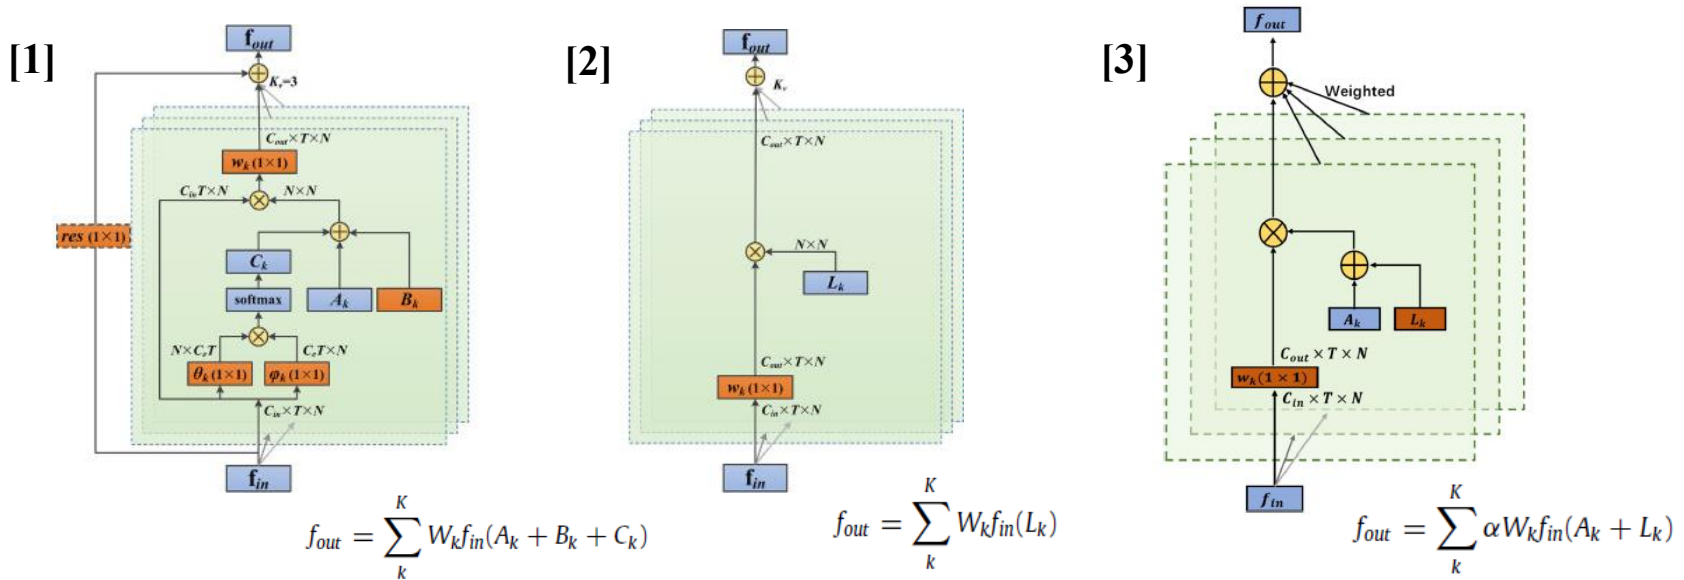 [1]
f_out
K_v=3
C_out×T×N
w_k (1×1)
C_in T×N
N×N
res (1×1)
C_k
softmax
A_k
B_k
N×C_e T
C_e T×N
θ_k (1×1)
φ_k (1×1)
C_in×T×N
f_in
f_out = \sum_k^K W_k f_in(A_k + B_k + C_k)
[2]
f_out
K_v
C_out×T×N
N×N
L_k
C_out×T×N
w_k (1×1)
C_in×T×N
f_in
f_out = \sum_k^K W_k f_in(L_k)
[3]
f_out
Weighted
A_k
L_k
C_out × T × N
w_k(1 × 1)
C_in × T × N
f_in
f_out = \sum_k^K αW_k f_in(A_k + L_k)